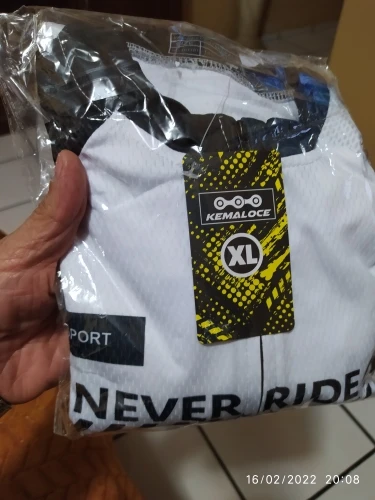 KEMALOCE
XL
PORT
NEVER RIDE
16/02/2022 20:08